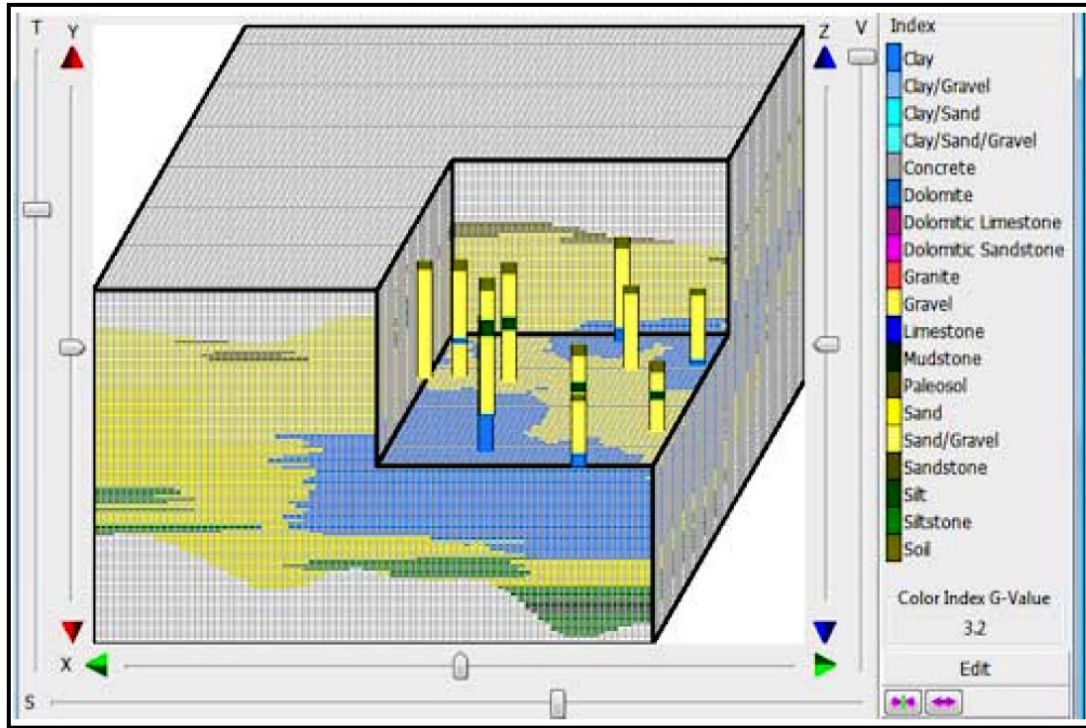 T
Y
Z
V
X
S
Index
Clay
Clay/Gravel
Clay/Sand
Clay/Sand/Gravel
Concrete
Dolomite
Dolomitic Limestone
Dolomitic Sandstone
Granite
Gravel
Limestone
Mudstone
Paleosol
Sand
Sand/Gravel
Sandstone
Silt
Siltstone
Soil
Color Index G-Value
3.2
Edit